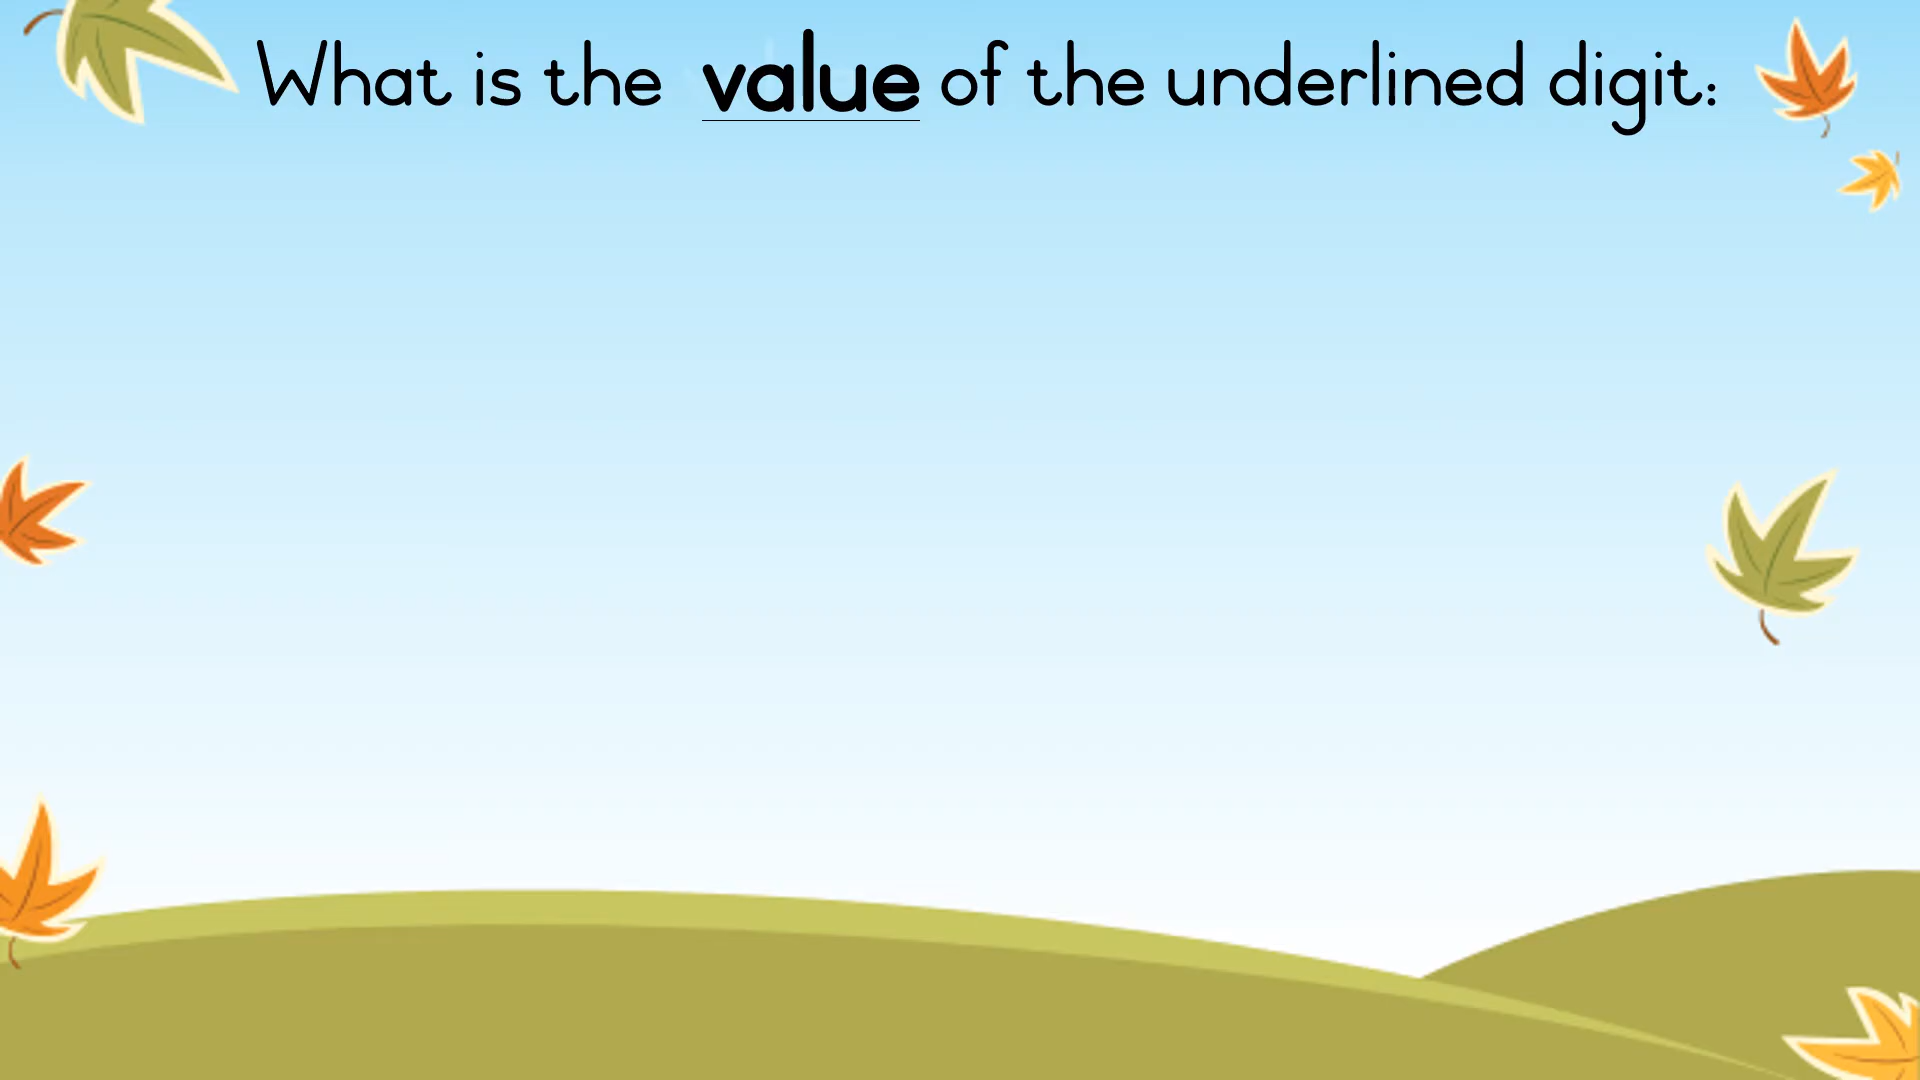 What is the value of the underlined digit: